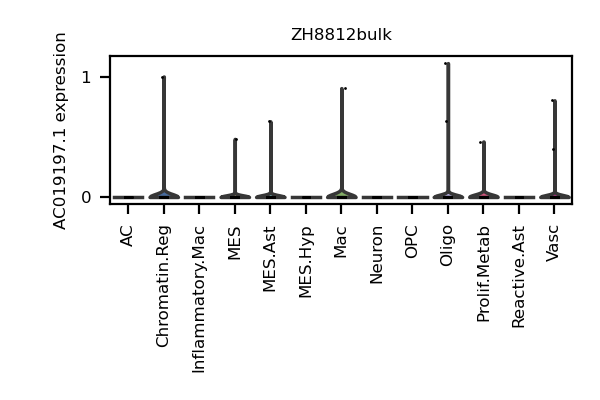 ZH8812bulk
AC019197.1 expression
1
0
AC
Chromatin.Reg
Inflammatory.Mac
MES
MES.Ast
MES.Hyp
Mac
Neuron
OPC
Oligo
Prolif.Metab
Reactive.Ast
Vasc